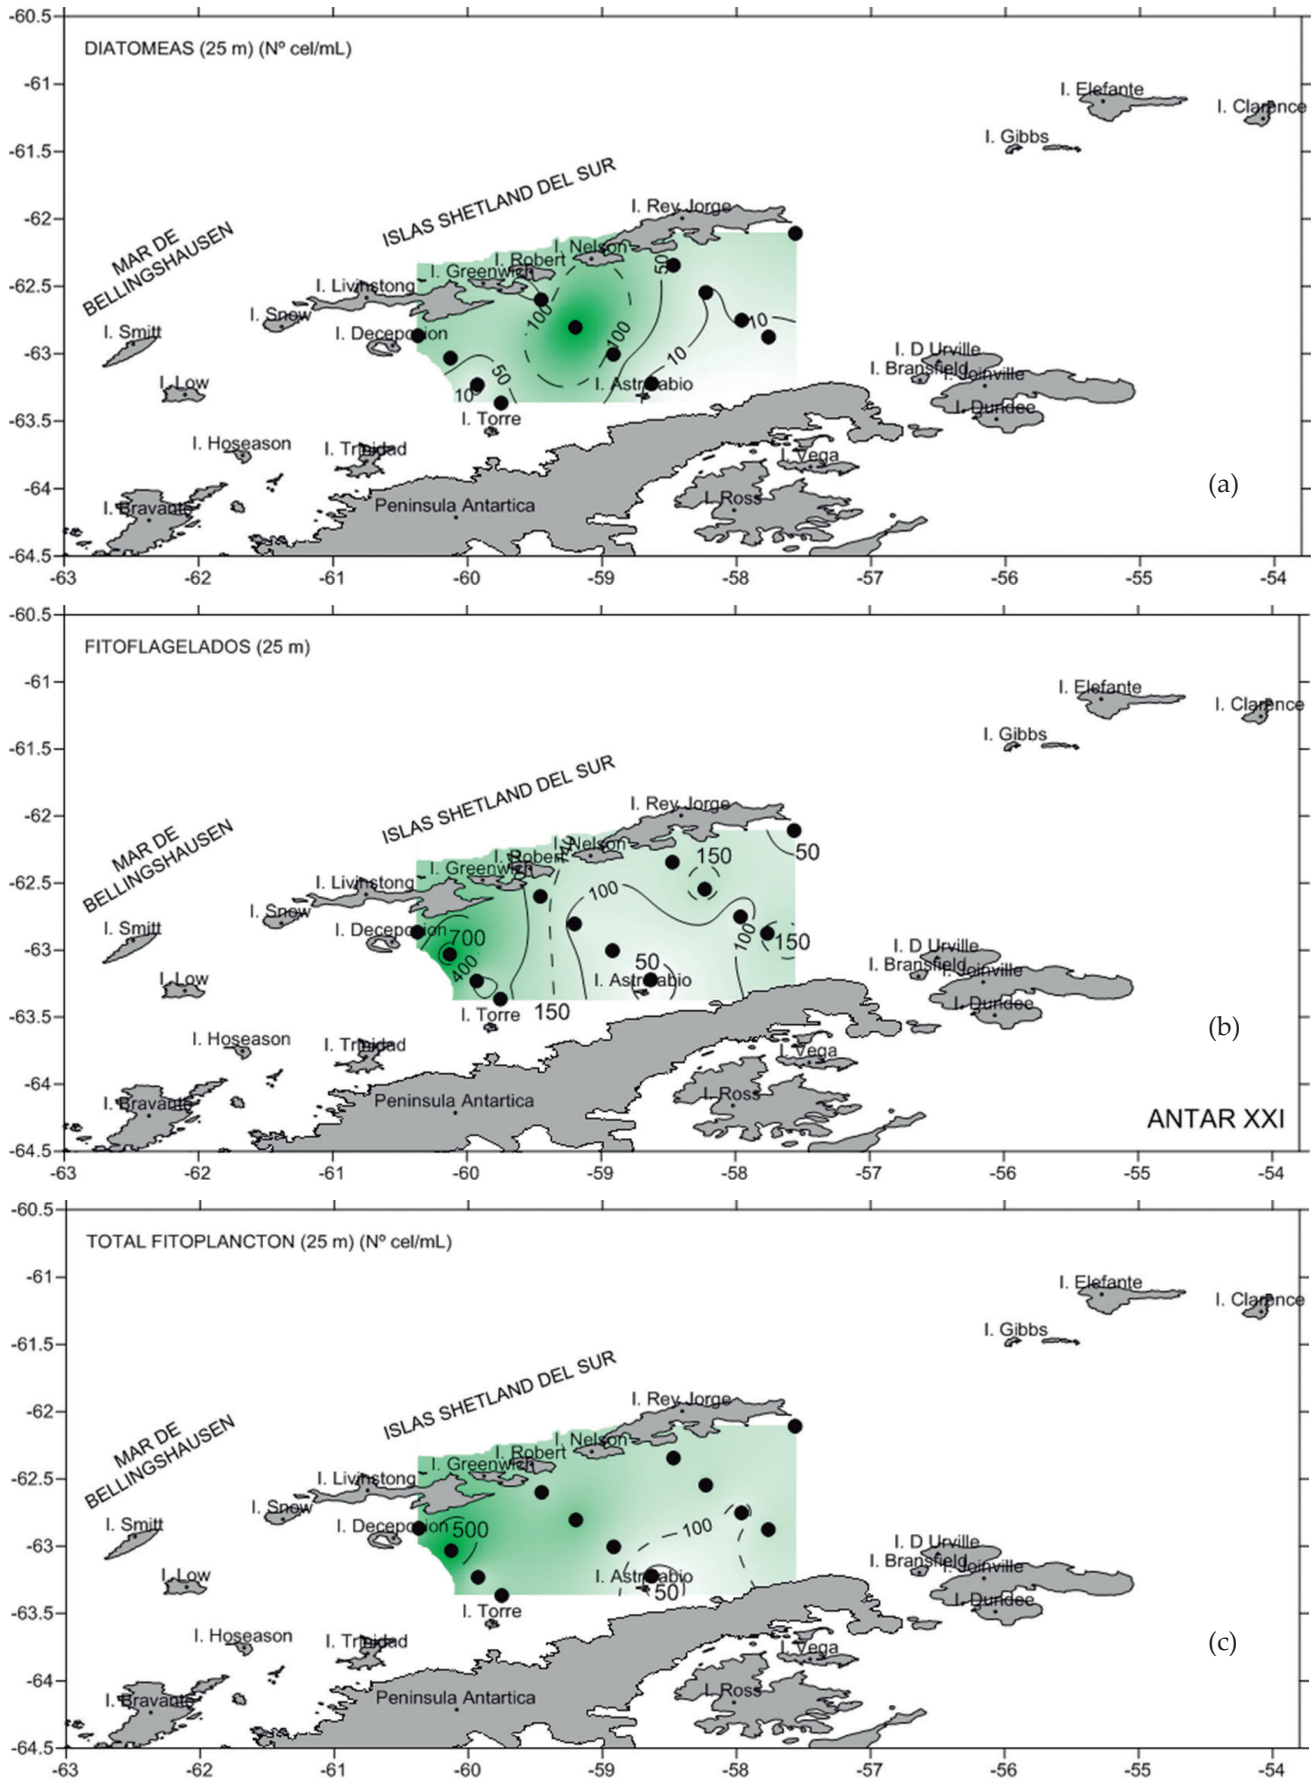 -60.5
DIATOMEAS (25 m) (Nº cel/mL)
-61
I. Elefante
I. Clarence
I. Gibbs
-61.5
ISLAS SHETLAND DEL SUR
I. Rey Jorge
-62
MAR DE
BELLINGSHAUSEN
I. Nelson
I. Robert
50
I. Greenwich
-62.5
I. Livinstong
I. Snow
100
10
I. Smitt
I. Decepcion
100
-63
I. D Urville
I. Bransfield
I. Joinville
10
50
I. Low
10
I. Astrolabio
I. Dundee
-63.5
I. Torre
I. Hoseason
I. Trinidad
I. Vega
-64
(a)
I. Bravante
Peninsula Antartica
I. Ross
-64.5
-63 -62 -61 -60 -59 -58 -57 -56 -55 -54
-60.5
FITOFLAGELADOS (25 m)
-61
I. Elefante
I. Clarence
I. Gibbs
-61.5
ISLAS SHETLAND DEL SUR
I. Rey Jorge
-62
MAR DE
BELLINGSHAUSEN
I. Nelson
I. Robert
150
50
I. Greenwich
-62.5
I. Livinstong
100
I. Snow
I. Smitt
I. Decepcion
700
100
150
-63
I. D Urville
400
50
I. Bransfield
I. Joinville
I. Low
I. Astrolabio
I. Dundee
150
-63.5
I. Torre
I. Hoseason
I. Trinidad
I. Vega
(b)
-64
I. Bravante
Peninsula Antartica
I. Ross
ANTAR XXI
-64.5
-63 -62 -61 -60 -59 -58 -57 -56 -55 -54
-60.5
TOTAL FITOPLANCTON (25 m) (Nº cel/mL)
-61
I. Elefante
I. Clarence
I. Gibbs
-61.5
ISLAS SHETLAND DEL SUR
I. Rey Jorge
-62
MAR DE
BELLINGSHAUSEN
I. Nelson
I. Robert
I. Greenwich
-62.5
I. Livinstong
I. Snow
I. Smitt
I. Decepcion
500
100
-63
I. D Urville
I. Bransfield
I. Joinville
I. Low
I. Astrolabio
50
I. Dundee
-63.5
I. Torre
I. Hoseason
I. Trinidad
I. Vega
(c)
-64
I. Bravante
Peninsula Antartica
I. Ross
-64.5
-63 -62 -61 -60 -59 -58 -57 -56 -55 -54